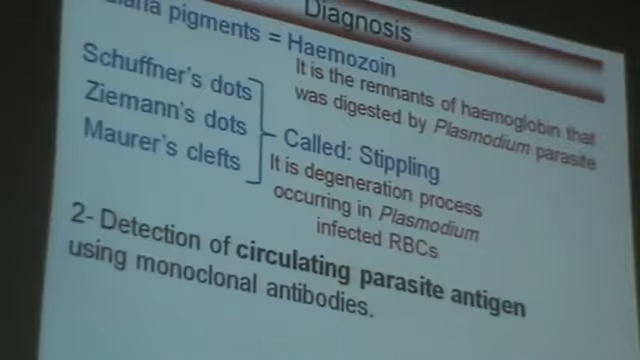 Diagnosis
pigments = Haemozoin
It is the remnants of haemoglobin that
was digested by Plasmodium parasite
Schuffner's dots
Ziemann's dots
Maurer's clefts
Called: Stippling
It is degeneration process
occurring in Plasmodium
infected RBCs
2- Detection of circulating parasite antigen
using monoclonal antibodies.